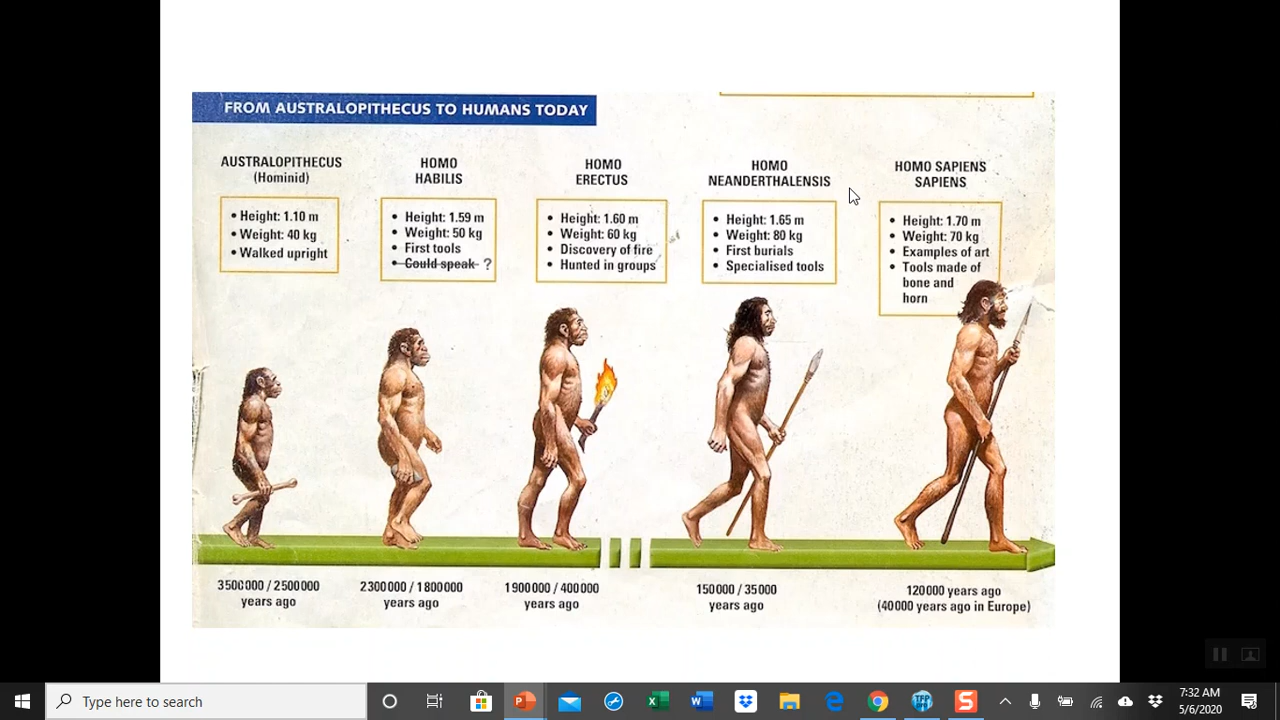 FROM AUSTRALOPITHECUS TO HUMANS TODAY
AUSTRALOPITHECUS
(Hominid)
• Height: 1.10 m
• Weight: 40 kg
• Walked upright
3500000 / 2500000
years ago
HOMO
HABILIS
• Height: 1.59 m
• Weight: 50 kg
• First tools
• Could speak ?
2300000 / 1800000
years ago
HOMO
ERECTUS
• Height: 1.60 m
• Weight: 60 kg
• Discovery of fire
• Hunted in groups
1900000 / 400000
years ago
HOMO
NEANDERTHALENSIS
• Height: 1.65 m
• Weight: 80 kg
• First burials
• Specialised tools
150000 / 35000
years ago
HOMO SAPIENS
SAPIENS
• Height: 1.70 m
• Weight: 70 kg
• Examples of art
• Tools made of
bone and
horn
120000 years ago
(40000 years ago in Europe)
Type here to search
7:32 AM
5/6/2020